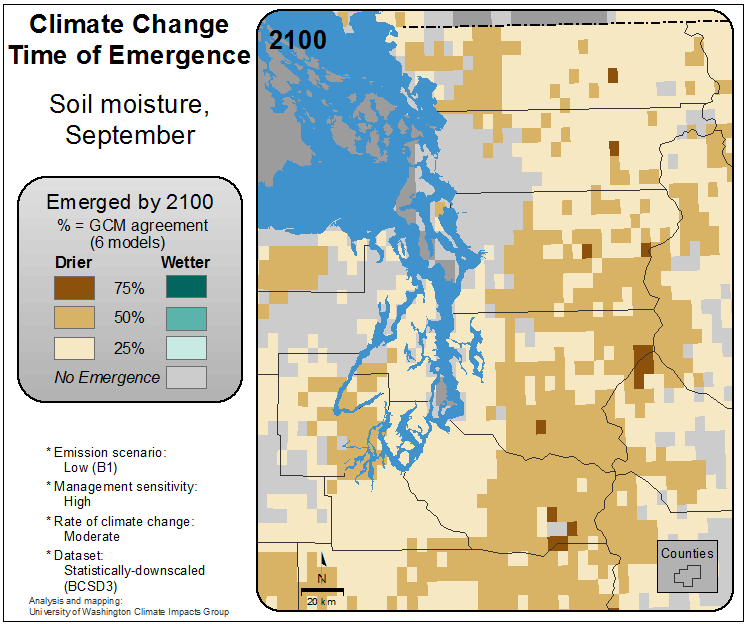 Climate Change
Time of Emergence
Soil moisture,
September
Emerged by 2100
% = GCM agreement
(6 models)
Drier Wetter
75%
50%
25%
No Emergence
* Emission scenario:
Low (B1)
* Management sensitivity:
High
* Rate of climate change:
Moderate
* Dataset:
Statistically-downscaled
(BCSD3)
Analysis and mapping:
University of Washington Climate Impacts Group
2100
N
20 km
Counties